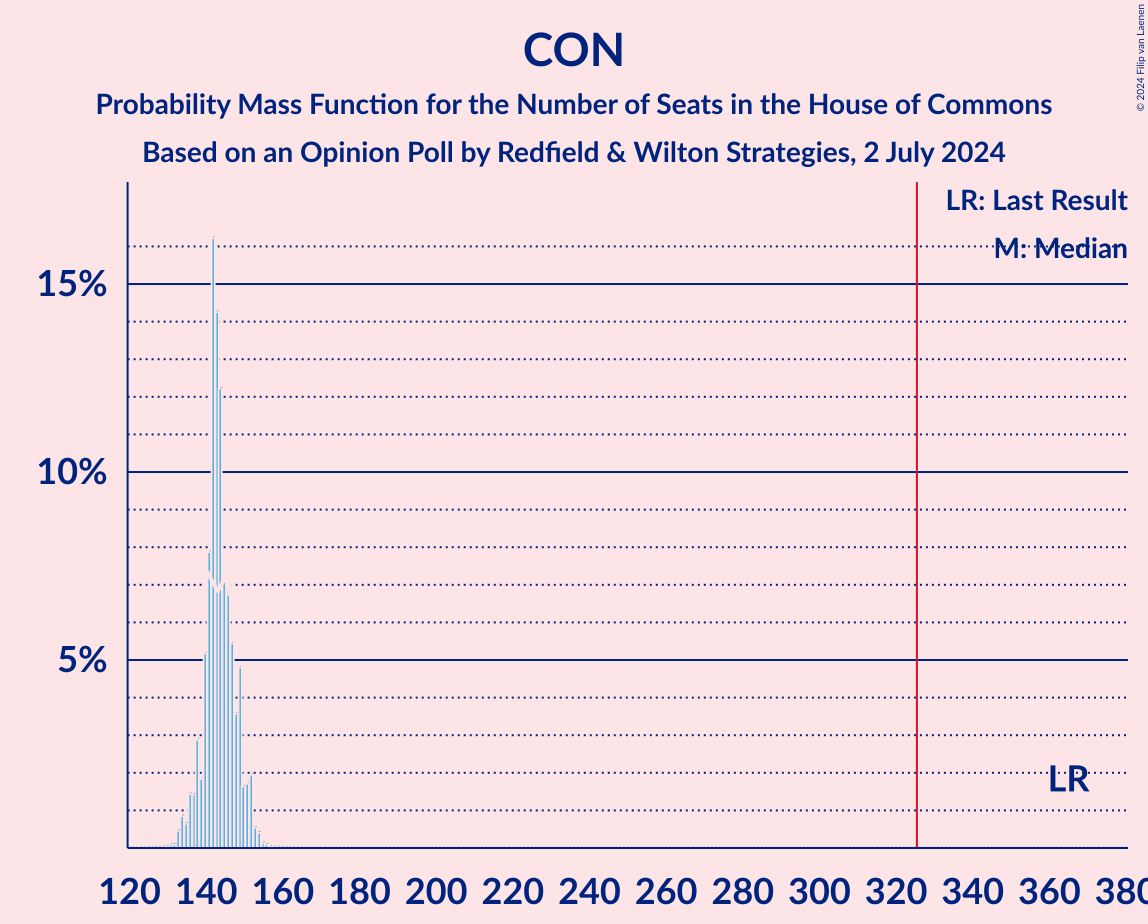 CON
Probability Mass Function for the Number of Seats in the House of Commons
Based on an Opinion Poll by Redfield & Wilton Strategies, 2 July 2024
© 2024 Filip van Laenen
LR: Last Result
M: Median
15%
10%
5%
LR
120 140 160 180 200 220 240 260 280 300 320 340 360 380